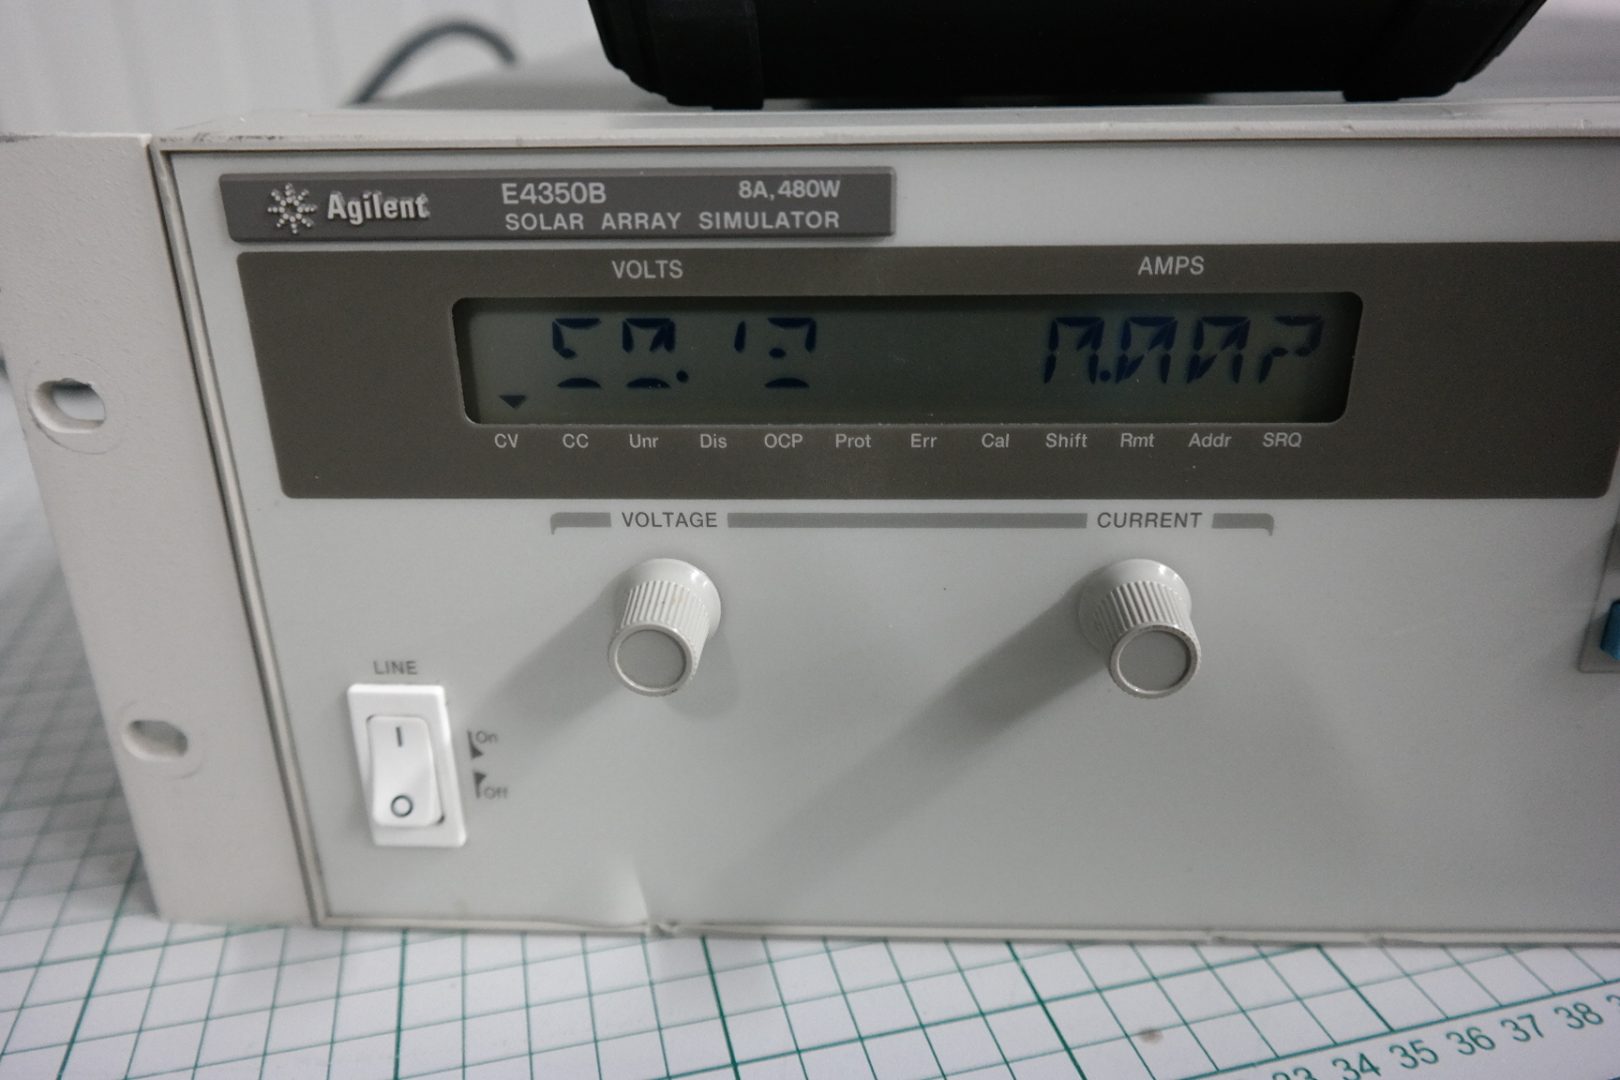 Agilent
E4350B 8A, 480W
SOLAR ARRAY SIMULATOR
VOLTS AMPS
CV CC Unr Dis OCP Prot Err Cal Shift Rmt Addr SRQ
VOLTAGE CURRENT
LINE
On
Off
34 35 36 37 38